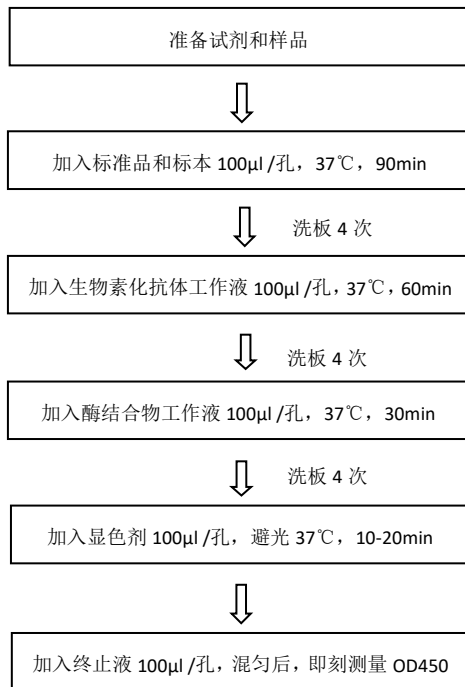 准备试剂和样品
加入标准品和标本 100μl /孔，37℃，90min
洗板 4 次
加入生物素化抗体工作液 100μl /孔，37℃，60min
洗板 4 次
加入酶结合物工作液 100μl /孔，37℃，30min
洗板 4 次
加入显色剂 100μl /孔，避光 37℃，10-20min
加入终止液 100μl /孔，混匀后，即刻测量 OD450